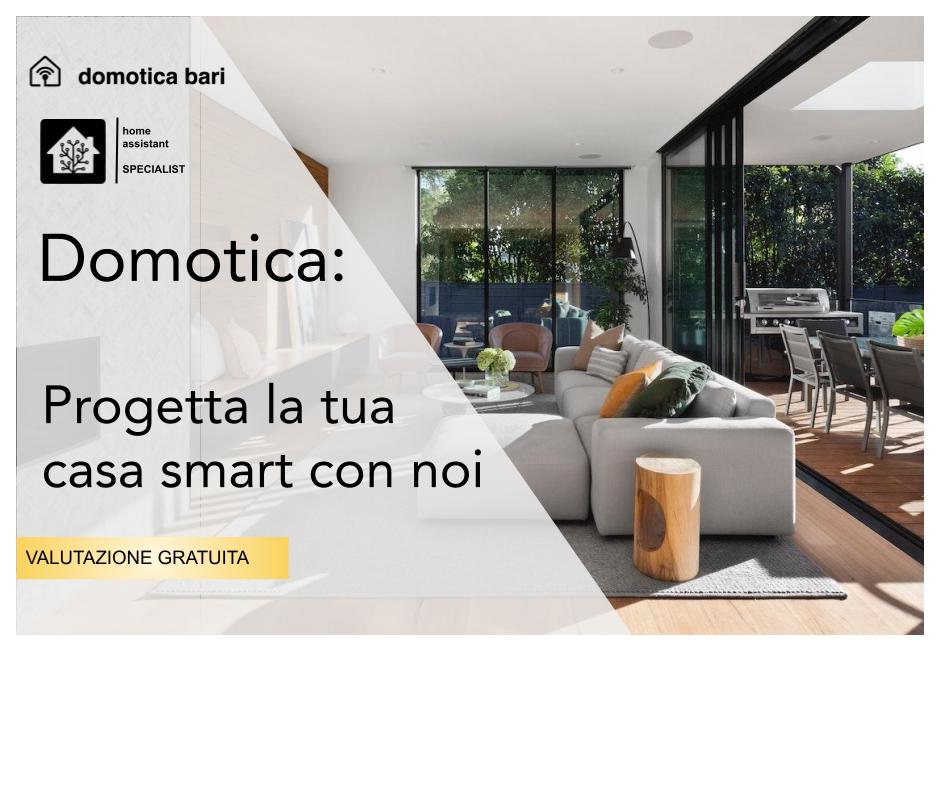 domotica bari
home
assistant
SPECIALIST
Domotica:
Progetta la tua
casa smart con noi
VALUTAZIONE GRATUITA